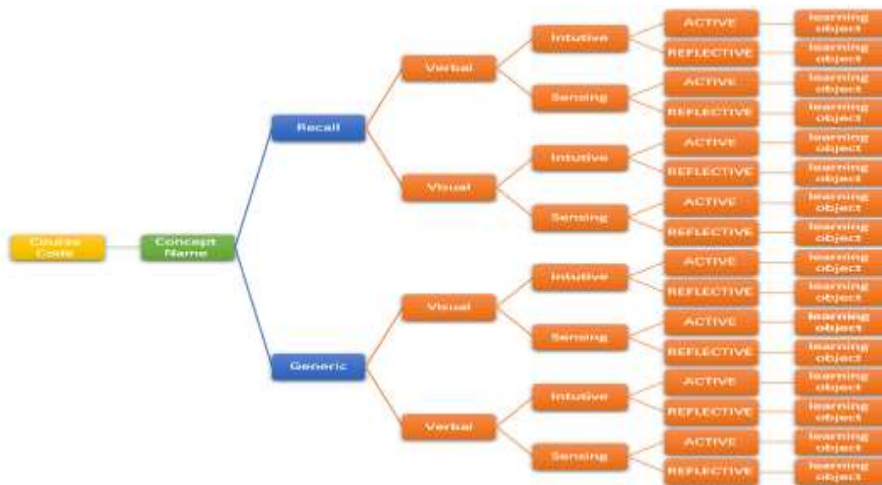 Course
Code
Concept
Name
Recall
Verbal
Intutive
ACTIVE
learning
object
REFLECTIVE
learning
object
Sensing
ACTIVE
learning
object
REFLECTIVE
learning
object
Visual
Intutive
ACTIVE
learning
object
REFLECTIVE
learning
object
Sensing
ACTIVE
learning
object
REFLECTIVE
learning
object
Generic
Visual
Intutive
ACTIVE
learning
object
REFLECTIVE
learning
object
Sensing
ACTIVE
learning
object
REFLECTIVE
learning
object
Verbal
Intutive
ACTIVE
learning
object
REFLECTIVE
learning
object
Sensing
ACTIVE
learning
object
REFLECTIVE
learning
object